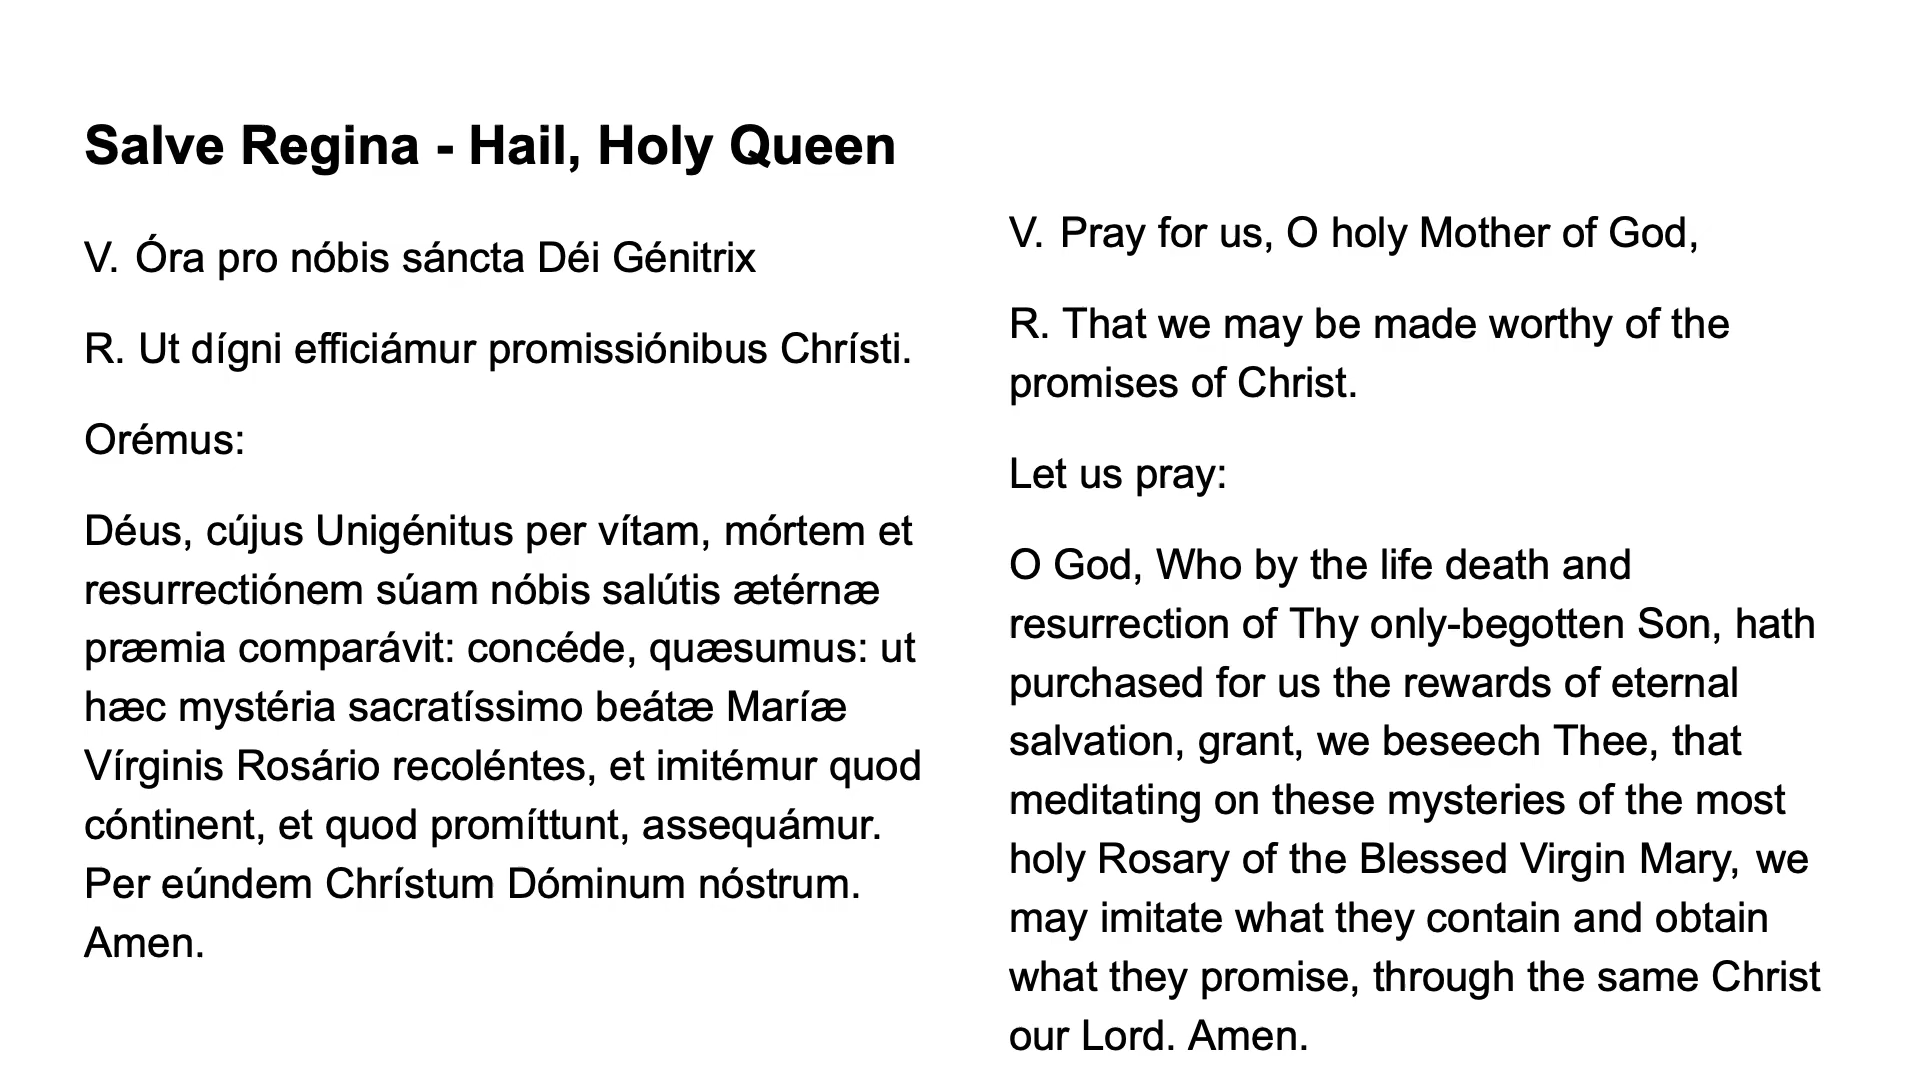 Salve Regina - Hail, Holy Queen
V. Óra pro nóbis sáncta Déi Génitrix
R. Ut dígni efficiámur promissiónibus Chrísti.
Orémus:
Déus, cújus Unigénitus per vítam, mórtem et
resurrectiónem súam nóbis salútis ætérnæ
præmia comparávit: concéde, quæsumus: ut
hæc mystéria sacratíssimo beátæ Maríæ
Vírginis Rosário recoléntes, et imitémur quod
cóntinent, et quod promíttunt, assequámur.
Per eúndem Chrístum Dóminum nóstrum.
Amen.
V. Pray for us, O holy Mother of God,
R. That we may be made worthy of the
promises of Christ.
Let us pray:
O God, Who by the life death and
resurrection of Thy only-begotten Son, hath
purchased for us the rewards of eternal
salvation, grant, we beseech Thee, that
meditating on these mysteries of the most
holy Rosary of the Blessed Virgin Mary, we
may imitate what they contain and obtain
what they promise, through the same Christ
our Lord. Amen.